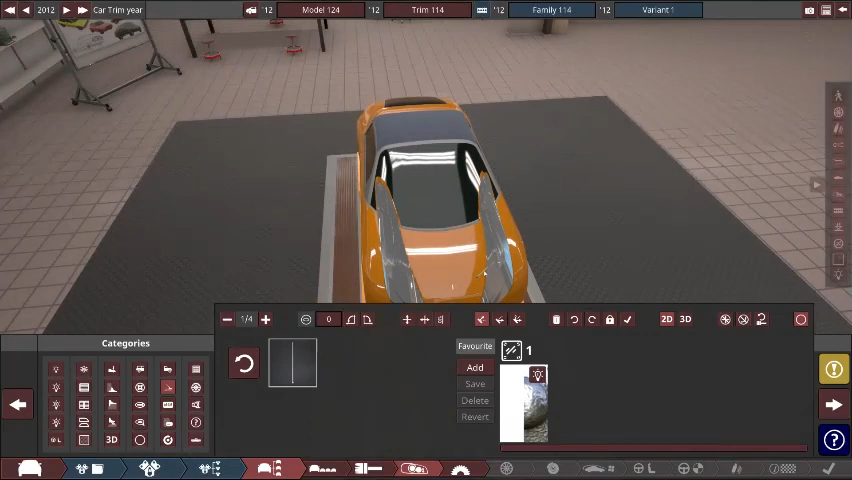 2012 Car Trim year '12 Model 124 '12 Trim 114 '12 Family 114 '12 Variant 1
1/4 0 2D 3D
Categories
Favourite 1
Add
Save
Delete
Revert
L 3D
L